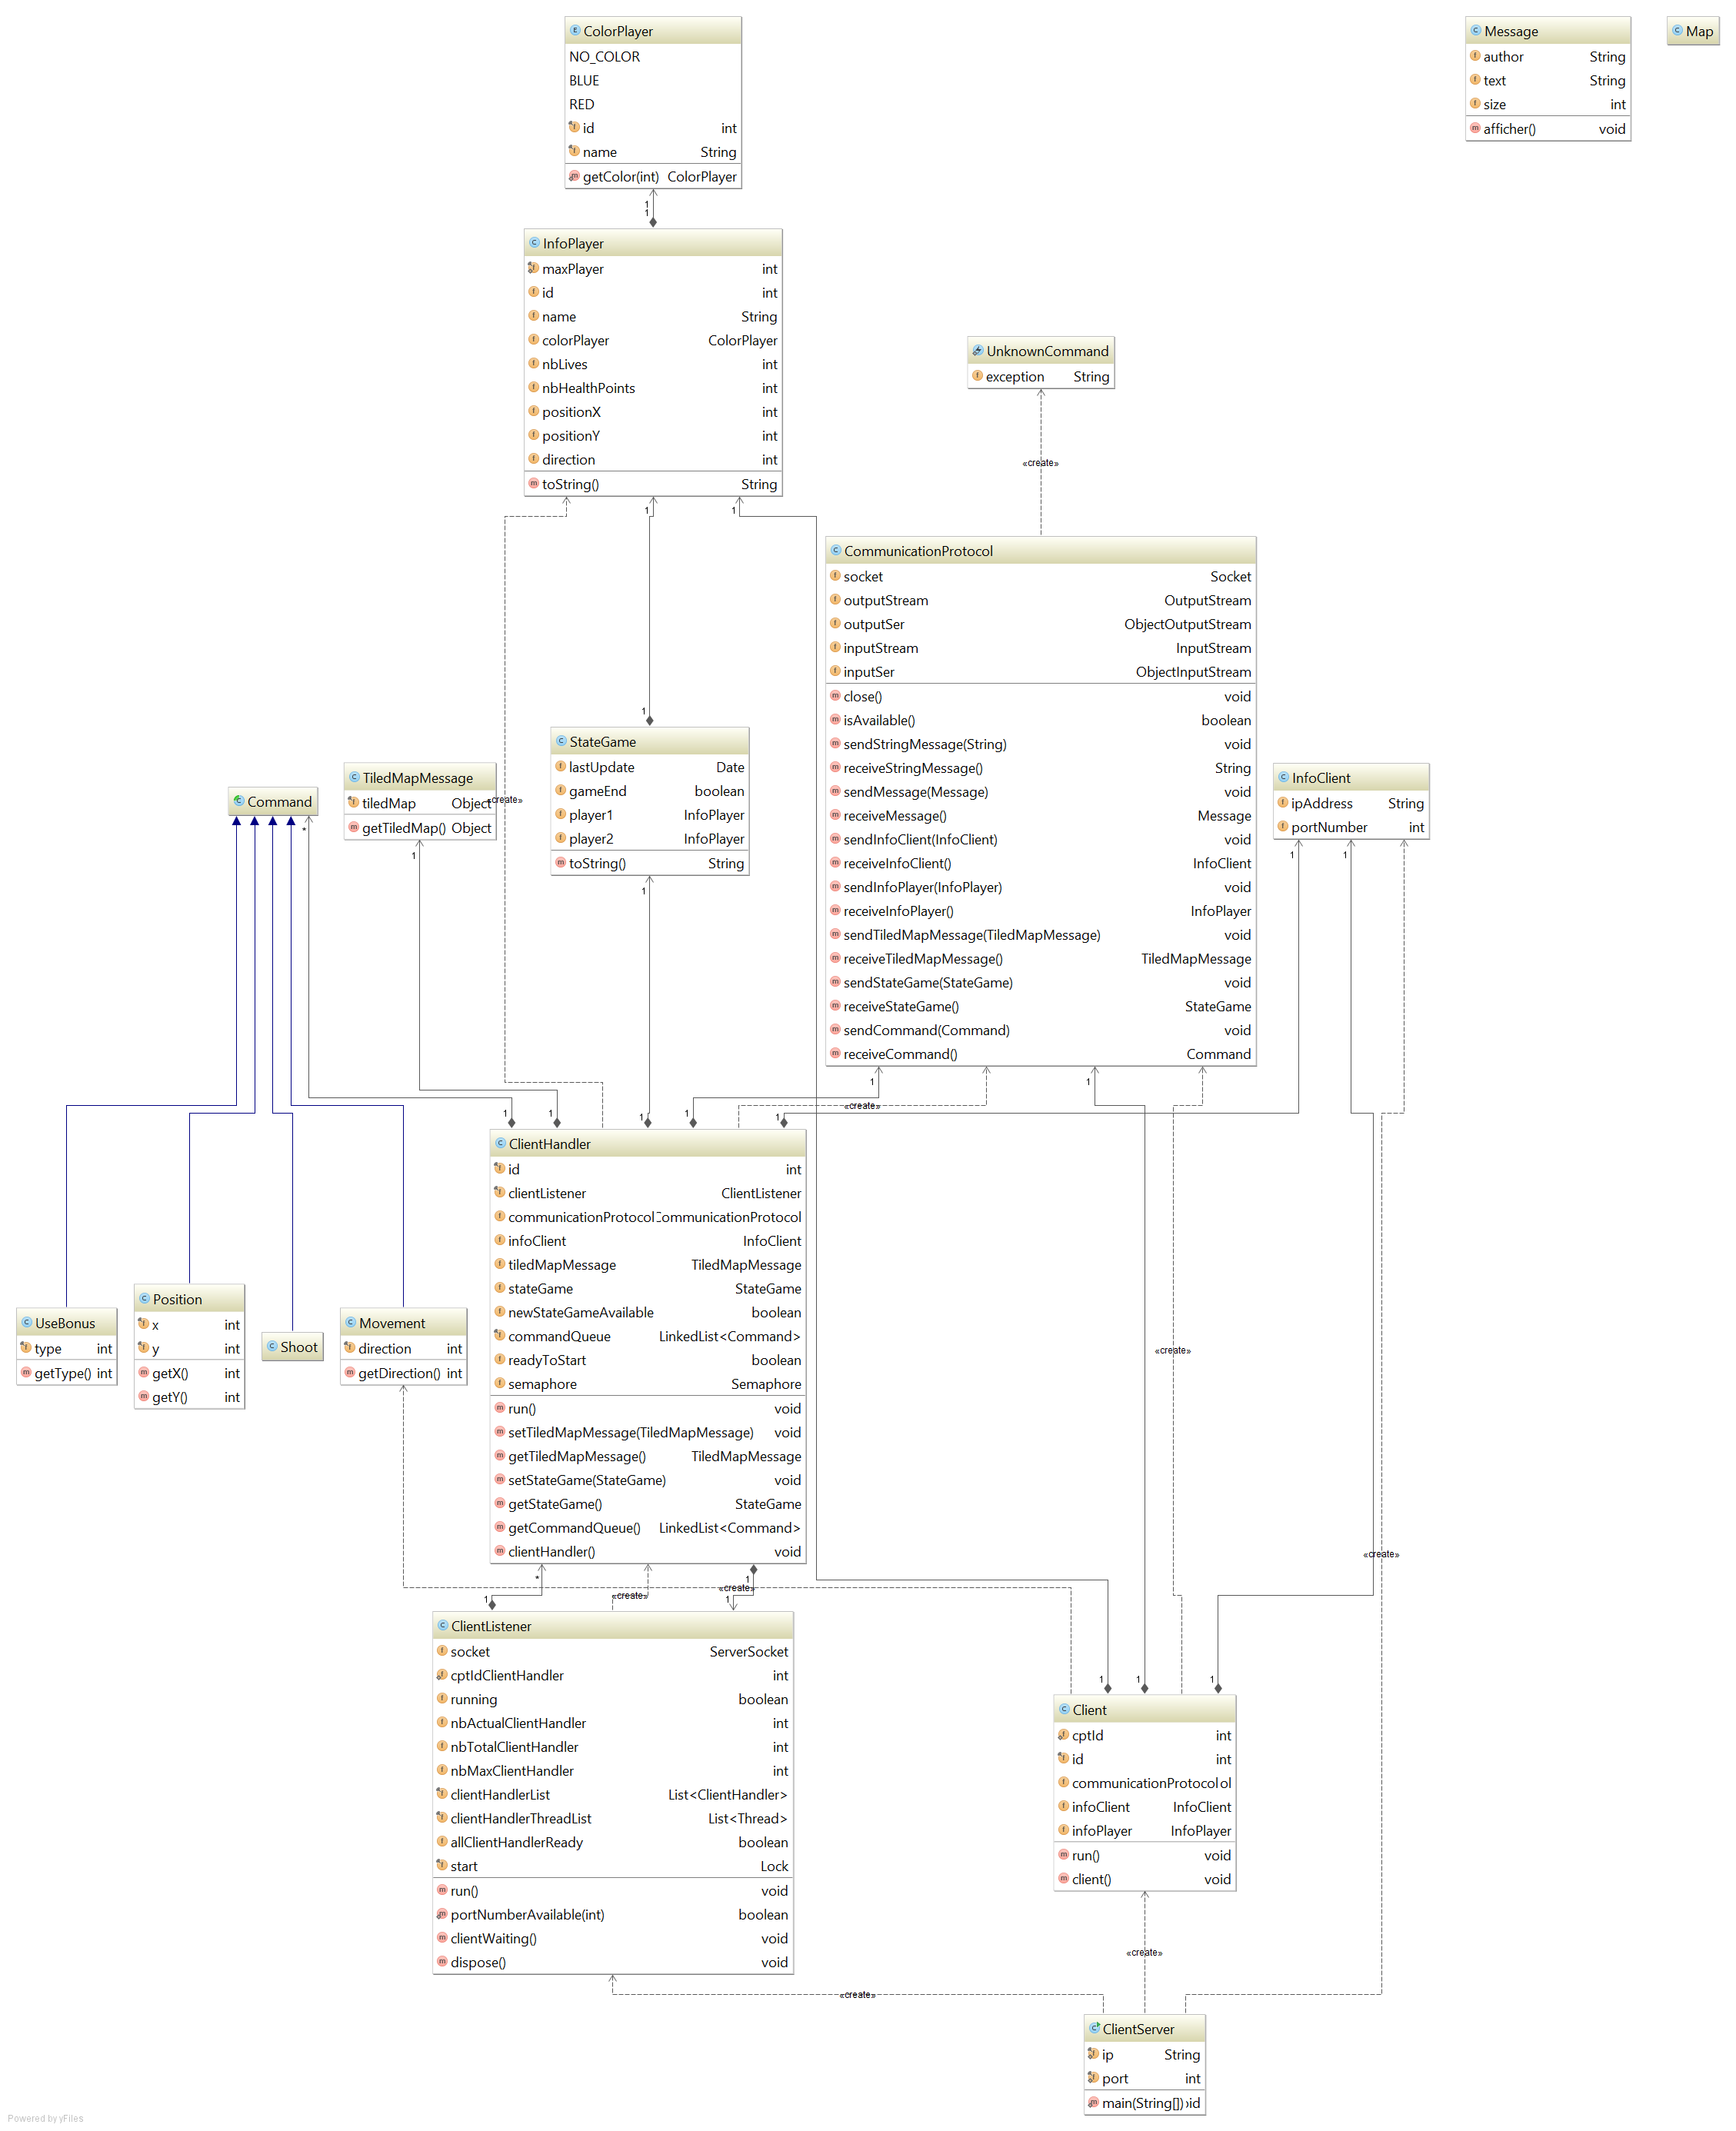 ColorPlayer
NO_COLOR
BLUE
RED
id int
name String
getColor(int) ColorPlayer
Message
author String
text String
size int
afficher() void
Map
1
1
InfoPlayer
maxPlayer int
id int
name String
colorPlayer ColorPlayer
nbLives int
nbHealthPoints int
positionX int
positionY int
direction int
toString() String
1
1
UnknownCommand
exception String
«create»
CommunicationProtocol
socket Socket
outputStream OutputStream
outputSer ObjectOutputStream
inputStream InputStream
inputSer ObjectInputStream
close() void
isAvailable() boolean
sendStringMessage(String) void
receiveStringMessage() String
sendMessage(Message) void
receiveMessage() Message
sendInfoClient(InfoClient) void
receiveInfoClient() InfoClient
sendInfoPlayer(InfoPlayer) void
receiveInfoPlayer() InfoPlayer
sendTiledMapMessage(TiledMapMessage) void
receiveTiledMapMessage() TiledMapMessage
sendStateGame(StateGame) void
receiveStateGame() StateGame
sendCommand(Command) void
receiveCommand() Command
1
StateGame
lastUpdate Date
gameEnd boolean
player1 InfoPlayer
player2 InfoPlayer
toString() String
1
TiledMapMessage
tiledMap Object
getTiledMap() Object
«create»
1
Command
*
InfoClient
ipAddress String
portNumber int
1
1
1
1
«create»
1
1
1
1
1
ClientHandler
id int
clientListener ClientListener
communicationProtocol CommunicationProtocol
infoClient InfoClient
tiledMapMessage TiledMapMessage
stateGame StateGame
newStateGameAvailable boolean
commandQueue LinkedList<Command>
readyToStart boolean
semaphore Semaphore
run() void
setTiledMapMessage(TiledMapMessage) void
getTiledMapMessage() TiledMapMessage
setStateGame(StateGame) void
getStateGame() StateGame
getCommandQueue() LinkedList<Command>
clientHandler() void
UseBonus
type int
getType() int
Position
x int
y int
getX() int
getY() int
Shoot
Movement
direction int
getDirection() int
«create»
«create»
*
1
«create»
1
«create»
1
ClientListener
socket ServerSocket
cptIdClientHandler int
running boolean
nbActualClientHandler int
nbTotalClientHandler int
nbMaxClientHandler int
clientHandlerList List<ClientHandler>
clientHandlerThreadList List<Thread>
allClientHandlerReady boolean
start Lock
run() void
portNumberAvailable(int) boolean
clientWaiting() void
dispose() void
1
1
1
Client
cptId int
id int
communicationProtocol ol
infoClient InfoClient
infoPlayer InfoPlayer
run() void
client() void
«create»
«create»
ClientServer
ip String
port int
main(String[]) oid
Powered by yFiles